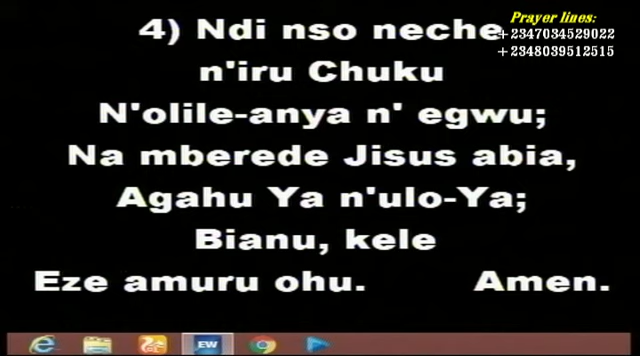 Prayer lines:
+2347034529022
+2348039512515
4) Ndi nso neche
n'iru Chuku
N'olile-anya n' egwu;
Na mberede Jisus abia,
Agahu Ya n'ulo-Ya;
Bianu, kele
Eze amuru ohu. Amen.
EW